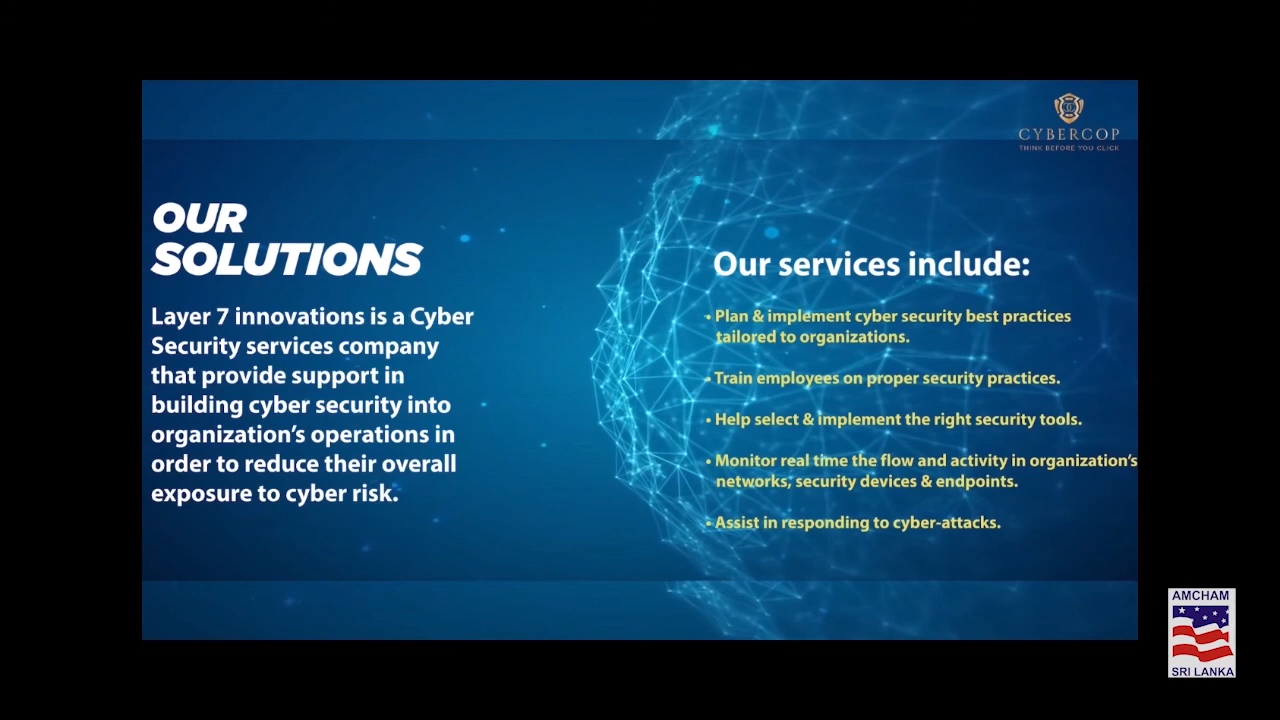 CYBERCOP
THINK BEFORE YOU CLICK
OUR
SOLUTIONS
Layer 7 innovations is a Cyber
Security services company
that provide support in
building cyber security into
organization's operations in
order to reduce their overall
exposure to cyber risk.
Our services include:
• Plan & implement cyber security best practices
tailored to organizations.
• Train employees on proper security practices.
• Help select & implement the right security tools.
• Monitor real time the flow and activity in organization's
networks, security devices & endpoints.
• Assist in responding to cyber-attacks.
AMCHAM
SRI LANKA